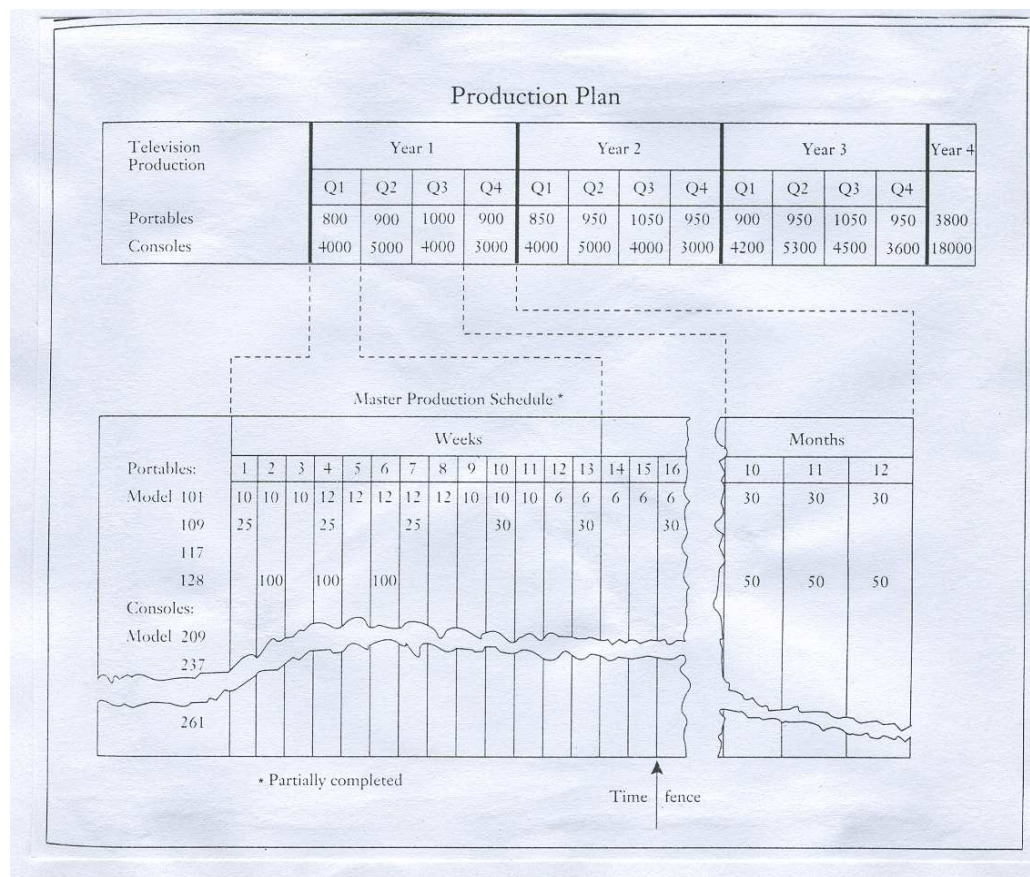 Production Plan
Television Production Year 1 Year 2 Year 3 Year 4
Q1 Q2 Q3 Q4 Q1 Q2 Q3 Q4 Q1 Q2 Q3 Q4
Portables 800 900 1000 900 850 950 1050 950 900 950 1050 950 3800
Consoles 4000 5000 4000 3000 4000 5000 4000 3000 4200 5300 4500 3600 18000
Master Production Schedule *
Weeks Months
Portables: 1 2 3 4 5 6 7 8 9 10 11 12 13 14 15 16 10 11 12
Model 101 10 10 10 12 12 12 12 12 10 10 10 6 6 6 6 6 30 30 30
109 25 25 25 30 30 30
117
128 100 100 100 50 50 50
Consoles:
Model 209
237
261
* Partially completed
Time fence